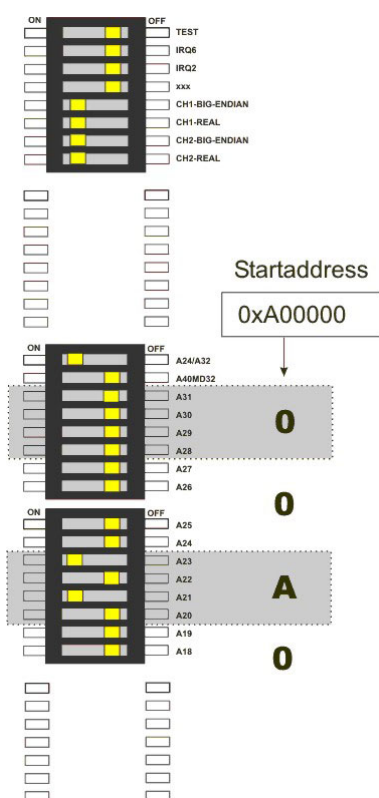 ON OFF
TEST
IRQ6
IRQ2
xxx
CH1-BIG-ENDIAN
CH1-REAL
CH2-BIG-ENDIAN
CH2-REAL
Startaddress
0xA00000
ON OFF
A24/A32
A40MD32
A31
A30
0
A29
A28
A27
A26
0
ON OFF
A25
A24
A23
A22
A
A21
A20
A19
A18
0